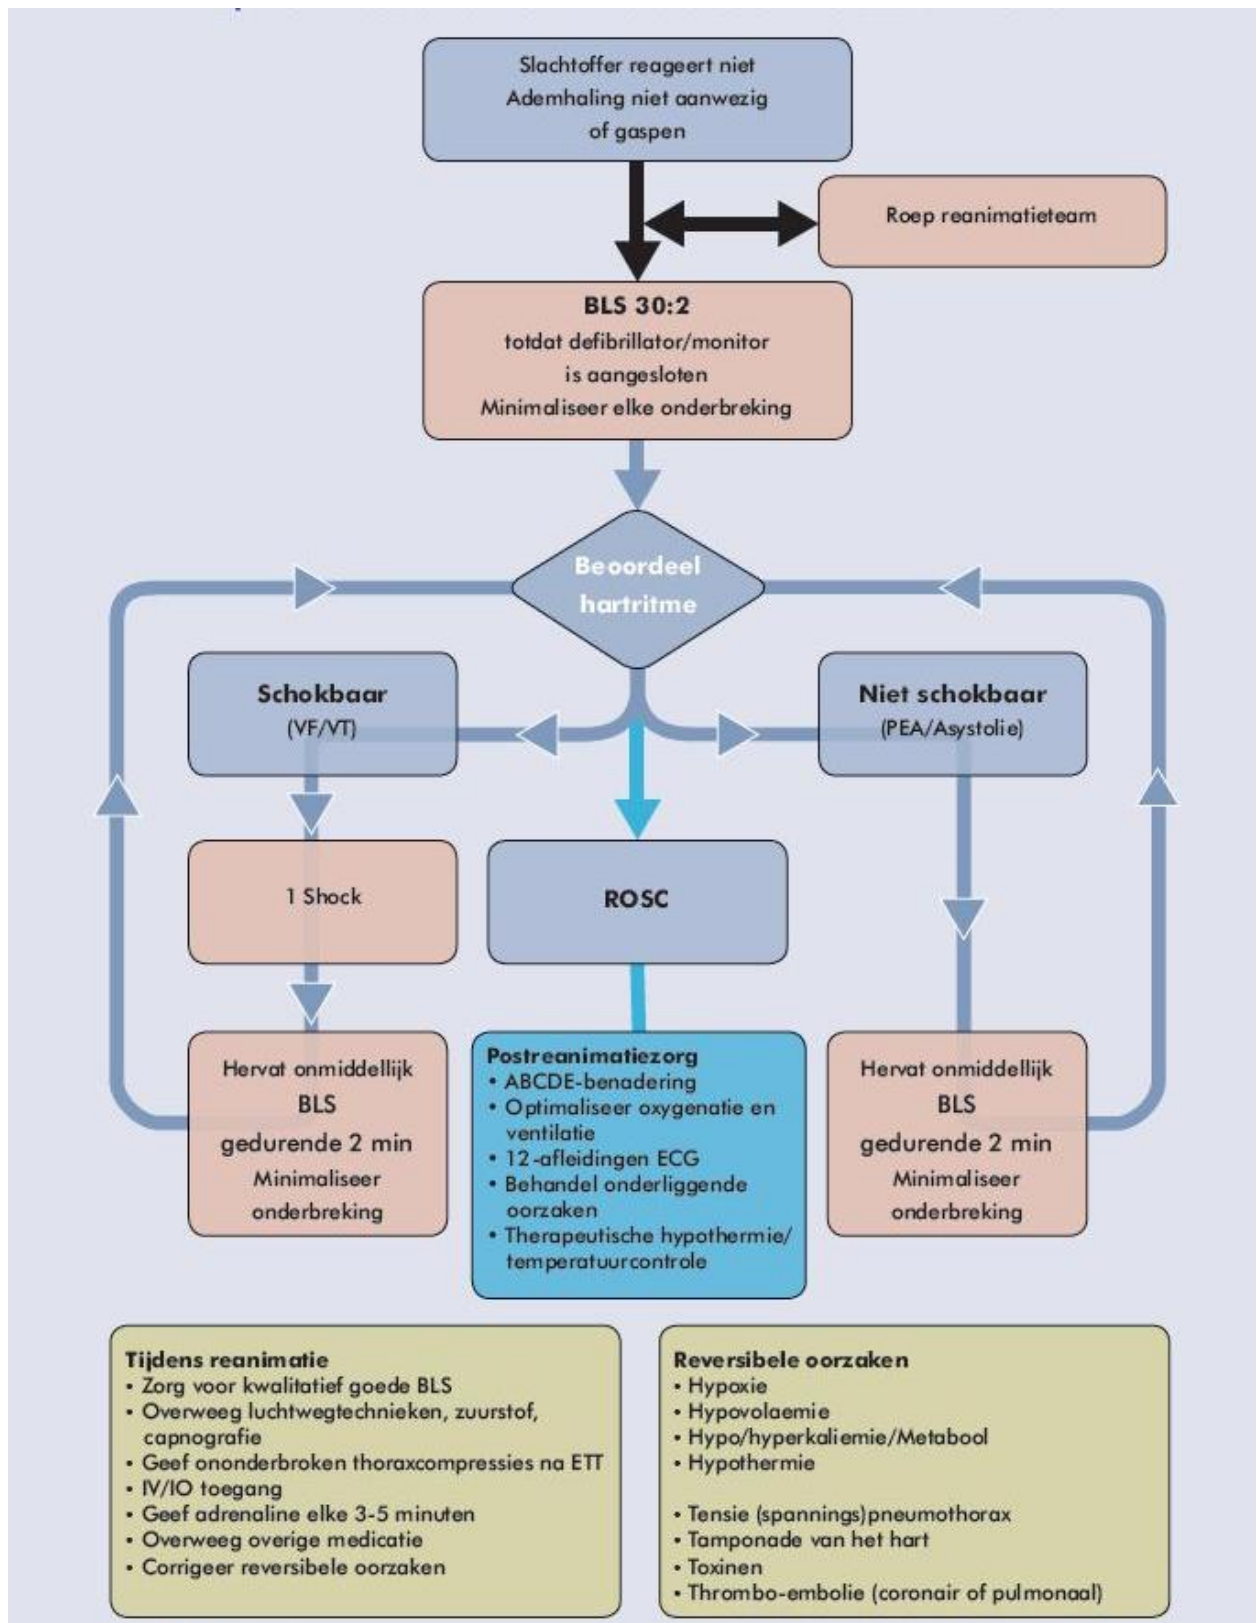 Slachtoffer reageert niet
Ademhaling niet aanwezig
of gaspen
Roep reanimatieteam
BLS 30:2
totdat defibrillator/monitor
is aangesloten
Minimaliseer elke onderbreking
Beoordeel
hartritme
Schokbaar
(VF/VT)
Niet schokbaar
(PEA/Asystolie)
1 Shock
ROSC
Hervat onmiddellijk
BLS
gedurende 2 min
Minimaliseer
onderbreking
Postreanimatiezorg
• ABCDE-benadering
• Optimaliseer oxygenatie en
ventilatie
• 12-afleidingen ECG
• Behandel onderliggende
oorzaken
• Therapeutische hypothermie/
temperatuurcontrole
Hervat onmiddellijk
BLS
gedurende 2 min
Minimaliseer
onderbreking
Tijdens reanimatie
• Zorg voor kwalitatief goede BLS
• Overweeg luchtwegtechnieken, zuurstof,
capnografie
• Geef ononderbroken thoraxcompressies na ETT
• IV/IO toegang
• Geef adrenaline elke 3-5 minuten
• Overweeg overige medicatie
• Corrigeer reversibele oorzaken
Reversibele oorzaken
• Hypoxie
• Hypovolaemie
• Hypo/hyperkaliemie/Metabool
• Hypothermie
• Tensie (spannings)pneumothorax
• Tamponade van het hart
• Toxinen
• Thrombo-embolie (coronair of pulmonaal)